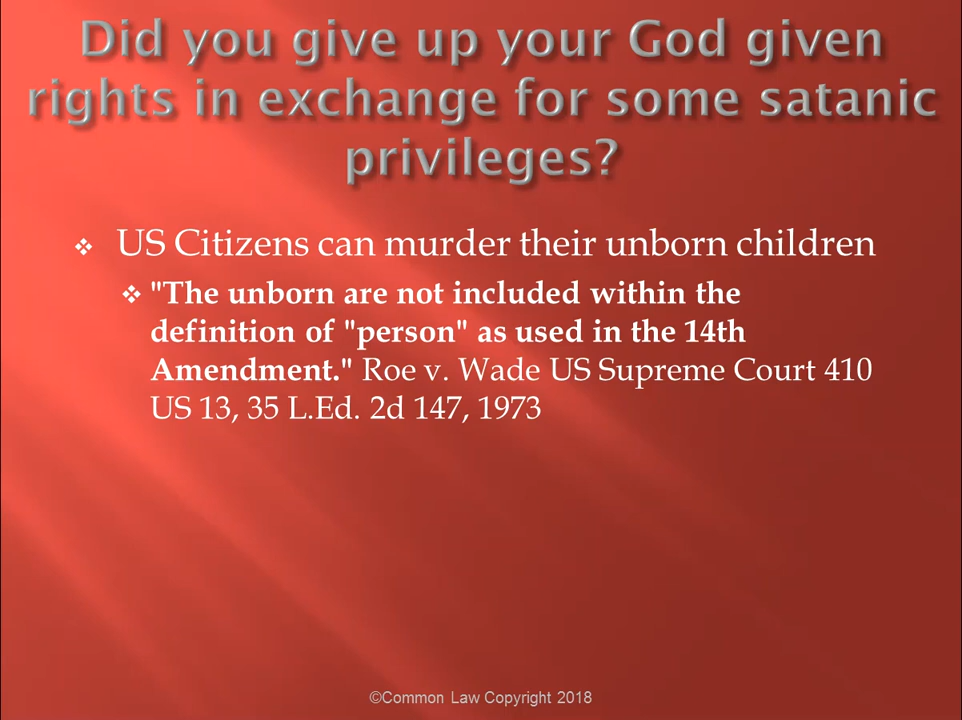 Did you give up your God given
rights in exchange for some satanic
privileges?
❖ US Citizens can murder their unborn children
❖ "The unborn are not included within the
definition of "person" as used in the 14th
Amendment." Roe v. Wade US Supreme Court 410
US 13, 35 L.Ed. 2d 147, 1973
©Common Law Copyright 2018